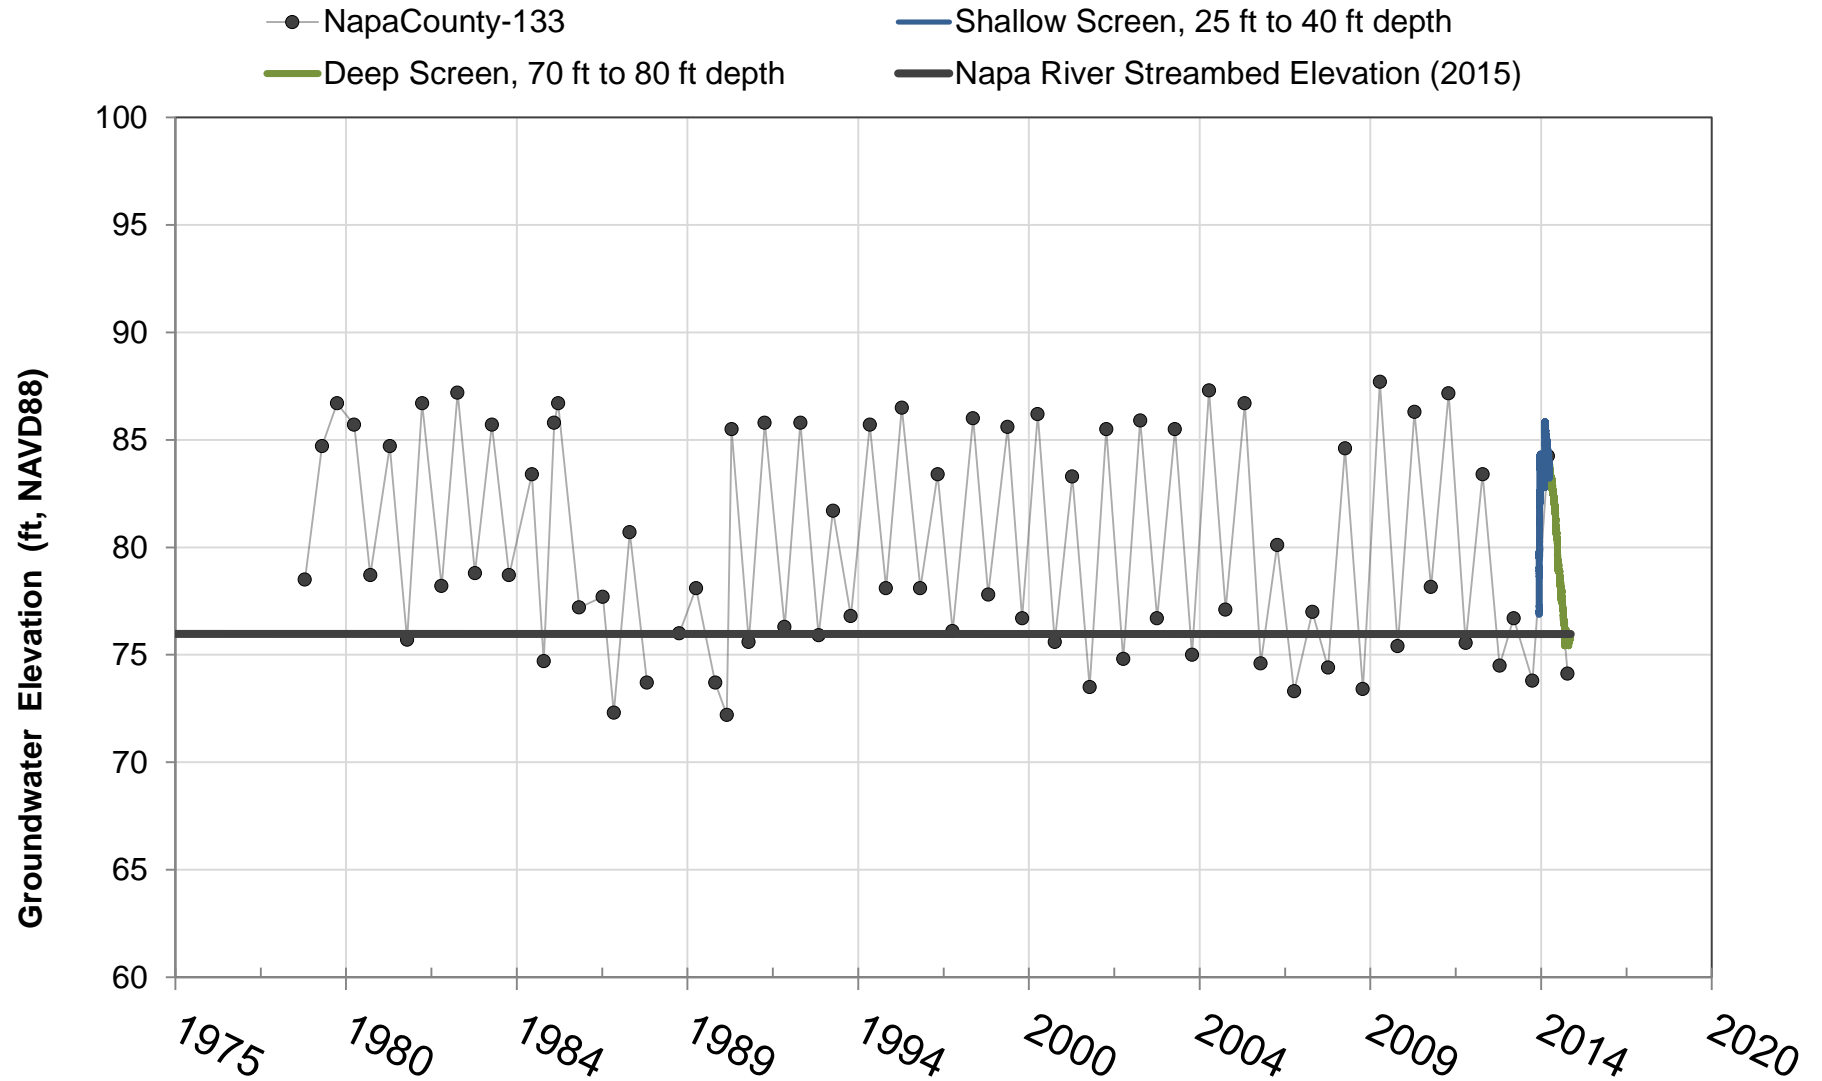 NapaCounty-133 Shallow Screen, 25 ft to 40 ft depth
Deep Screen, 70 ft to 80 ft depth Napa River Streambed Elevation (2015)
100
95
90
85
80
75
70
65
60
Groundwater Elevation (ft, NAVD88)
1975 1980 1984 1989 1994 2000 2004 2009 2014 2020